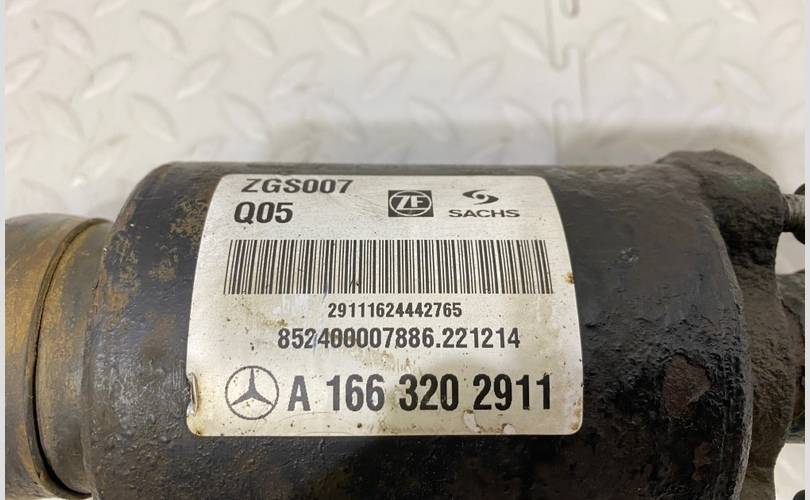 ZGS007
Q05 ZF SACHS
29111624442765
852400007886.221214
A 166 320 2911